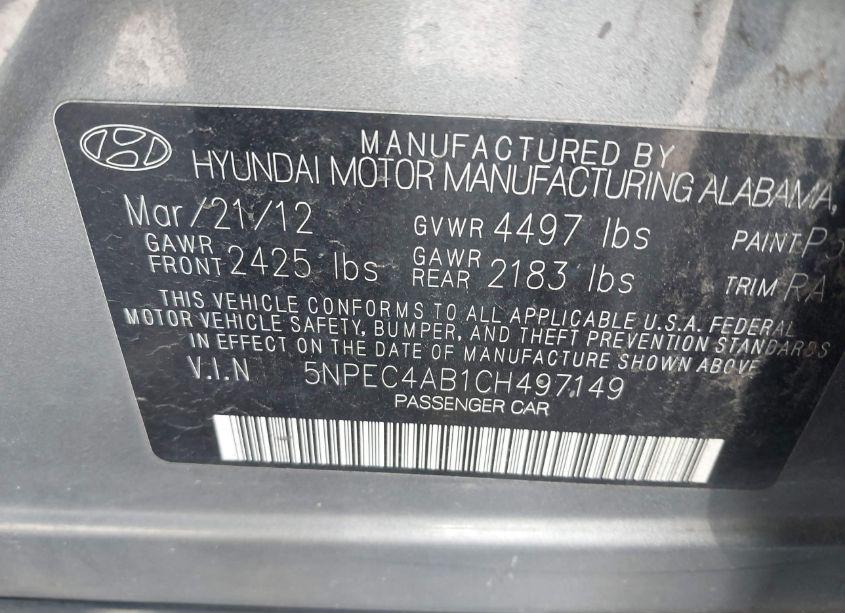 MANUFACTURED BY
HYUNDAI MOTOR MANUFACTURING ALABAMA,
Mar/21/12 GVWR 4497 lbs PAINT:
GAWR FRONT 2425 lbs GAWR REAR 2183 lbs TRIM RA
THIS VEHICLE CONFORMS TO ALL APPLICABLE U.S.A. FEDERAL
MOTOR VEHICLE SAFETY, BUMPER, AND THEFT PREVENTION STANDARDS
IN EFFECT ON THE DATE OF MANUFACTURE SHOWN ABOVE
V.I.N 5NPEC4AB1CH497149
PASSENGER CAR